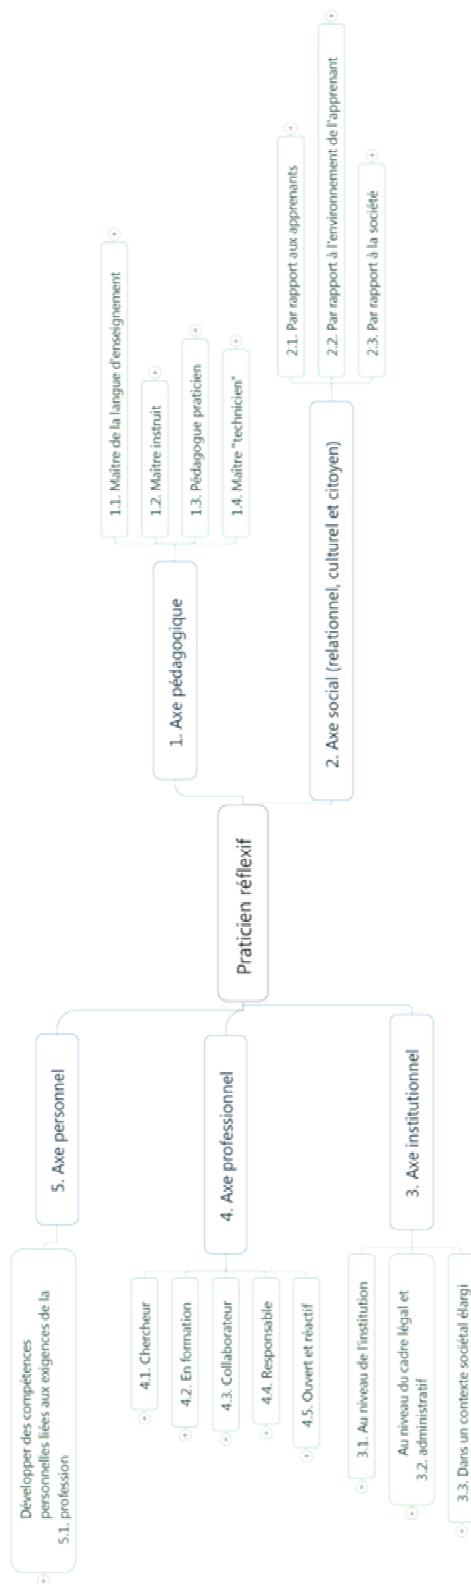 Praticien réflexif
1. Axe pédagogique
1.1. Maître de la langue d'enseignement
1.2. Maître instruit
1.3. Pédagogue praticien
1.4. Maître "technicien"
2. Axe social (relationnel, culturel et citoyen)
2.1. Par rapport aux apprenants
2.2. Par rapport à l'environnement de l'apprenant
2.3. Par rapport à la société
3. Axe institutionnel
3.1. Au niveau de l'institution
Au niveau du cadre légal et
3.2. administratif
3.3. Dans un contexte sociétal élargi
4. Axe professionnel
4.1. Chercheur
4.2. En formation
4.3. Collaborateur
4.4. Responsable
4.5. Ouvert et réactif
5. Axe personnel
Développer des compétences
personnelles liées aux exigences de la
5.1. profession